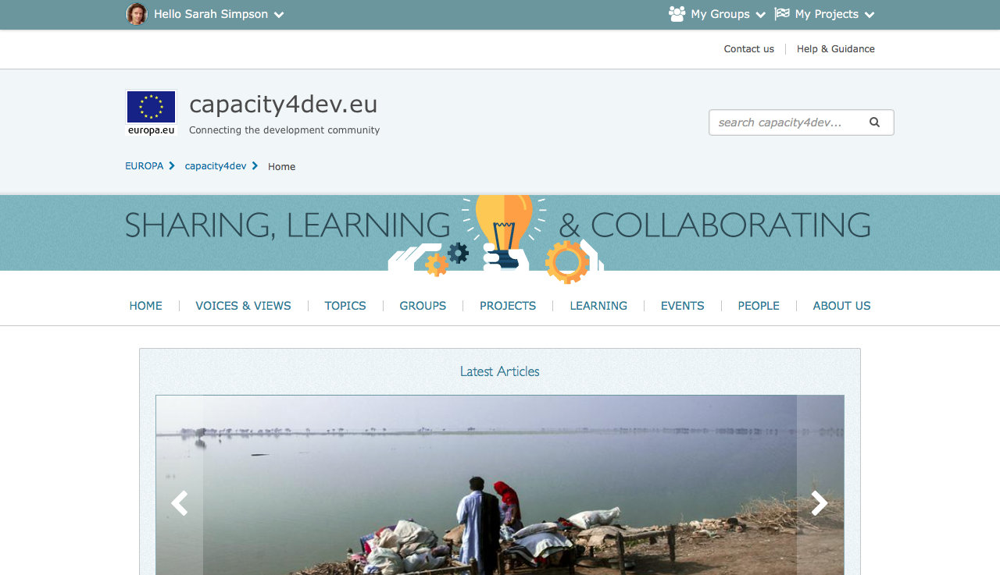 Hello Sarah Simpson
My Groups
My Projects
Contact us
Help & Guidance
capacity4dev.eu
europa.eu
Connecting the development community
search capacity4dev...
EUROPA
capacity4dev
Home
SHARING, LEARNING & COLLABORATING
HOME
VOICES & VIEWS
TOPICS
GROUPS
PROJECTS
LEARNING
EVENTS
PEOPLE
ABOUT US
Latest Articles